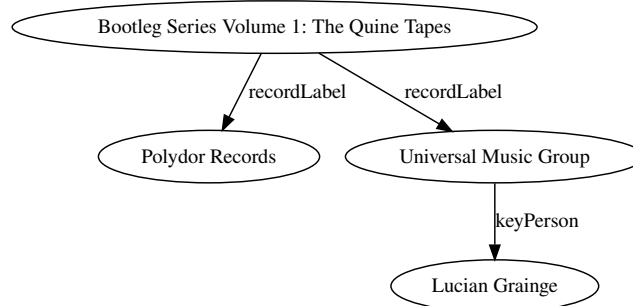 Bootleg Series Volume 1: The Quine Tapes
recordLabel
recordLabel
Polydor Records
Universal Music Group
keyPerson
Lucian Grainge